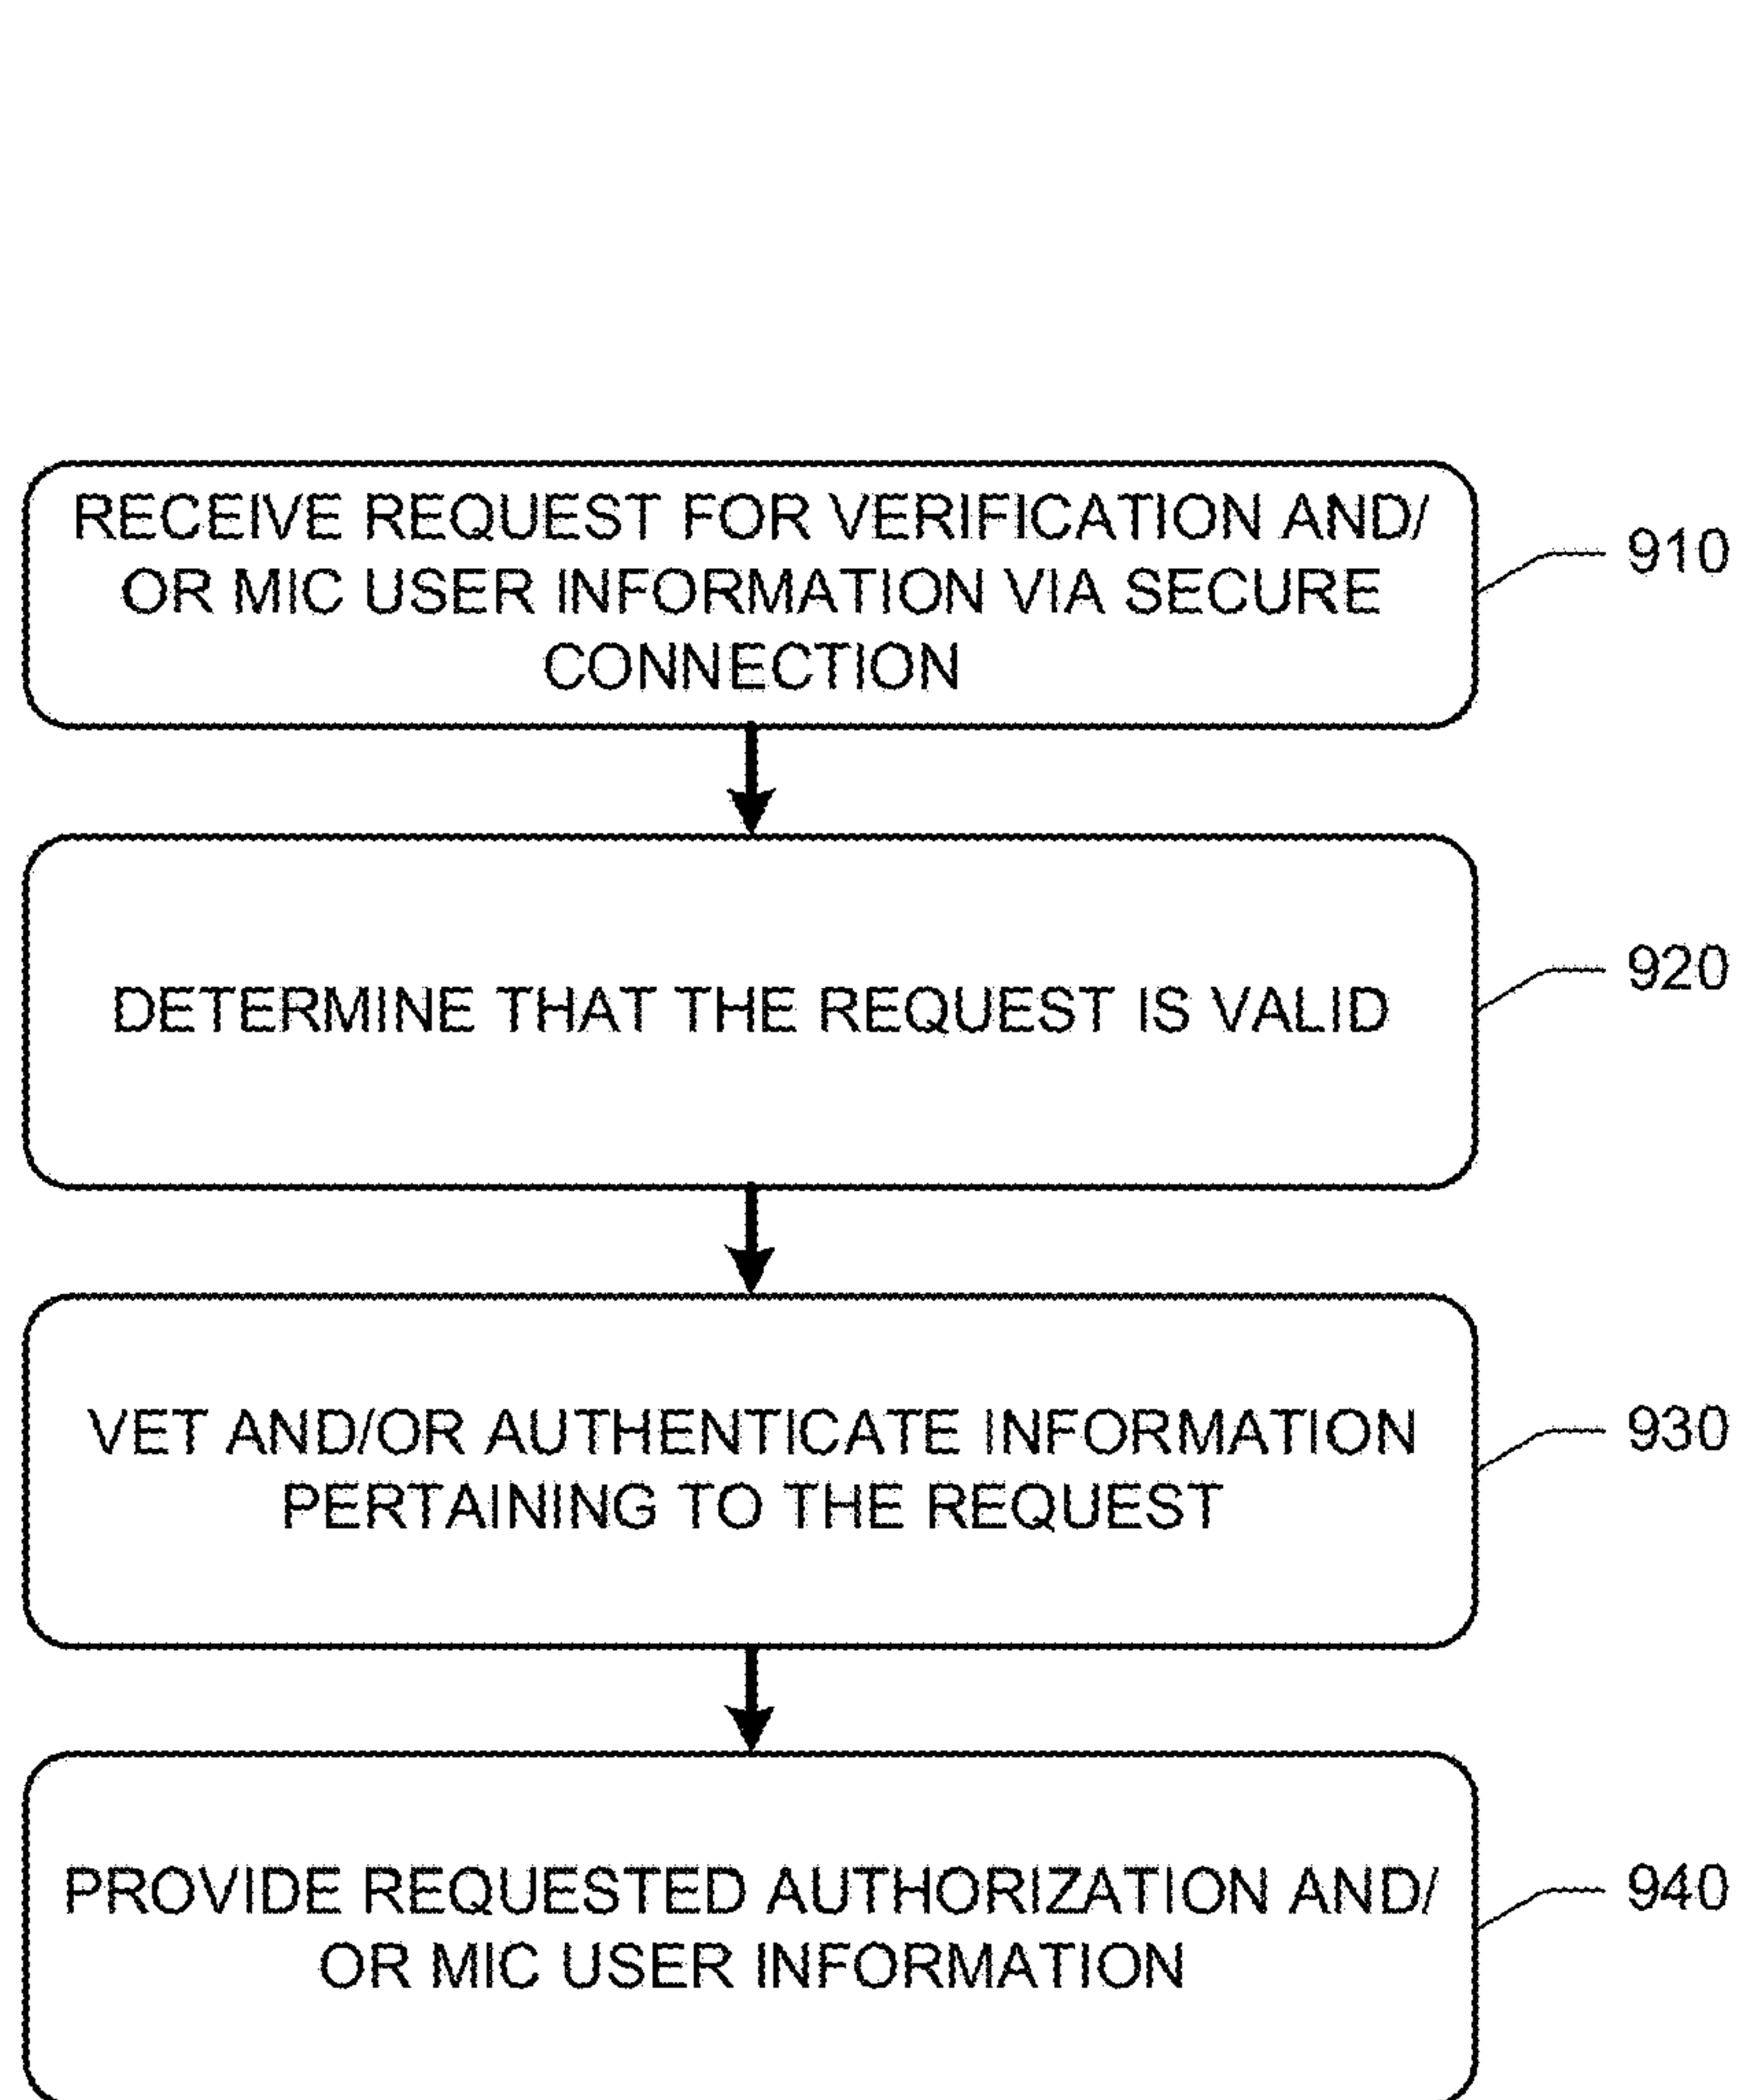 RECEIVE REQUEST FOR VERIFICATION AND/
OR MIC USER INFORMATION VIA SECURE
CONNECTION
910
DETERMINE THAT THE REQUEST IS VALID
920
VET AND/OR AUTHENTICATE INFORMATION
PERTAINING TO THE REQUEST
930
PROVIDE REQUESTED AUTHORIZATION AND/
OR MIC USER INFORMATION
940